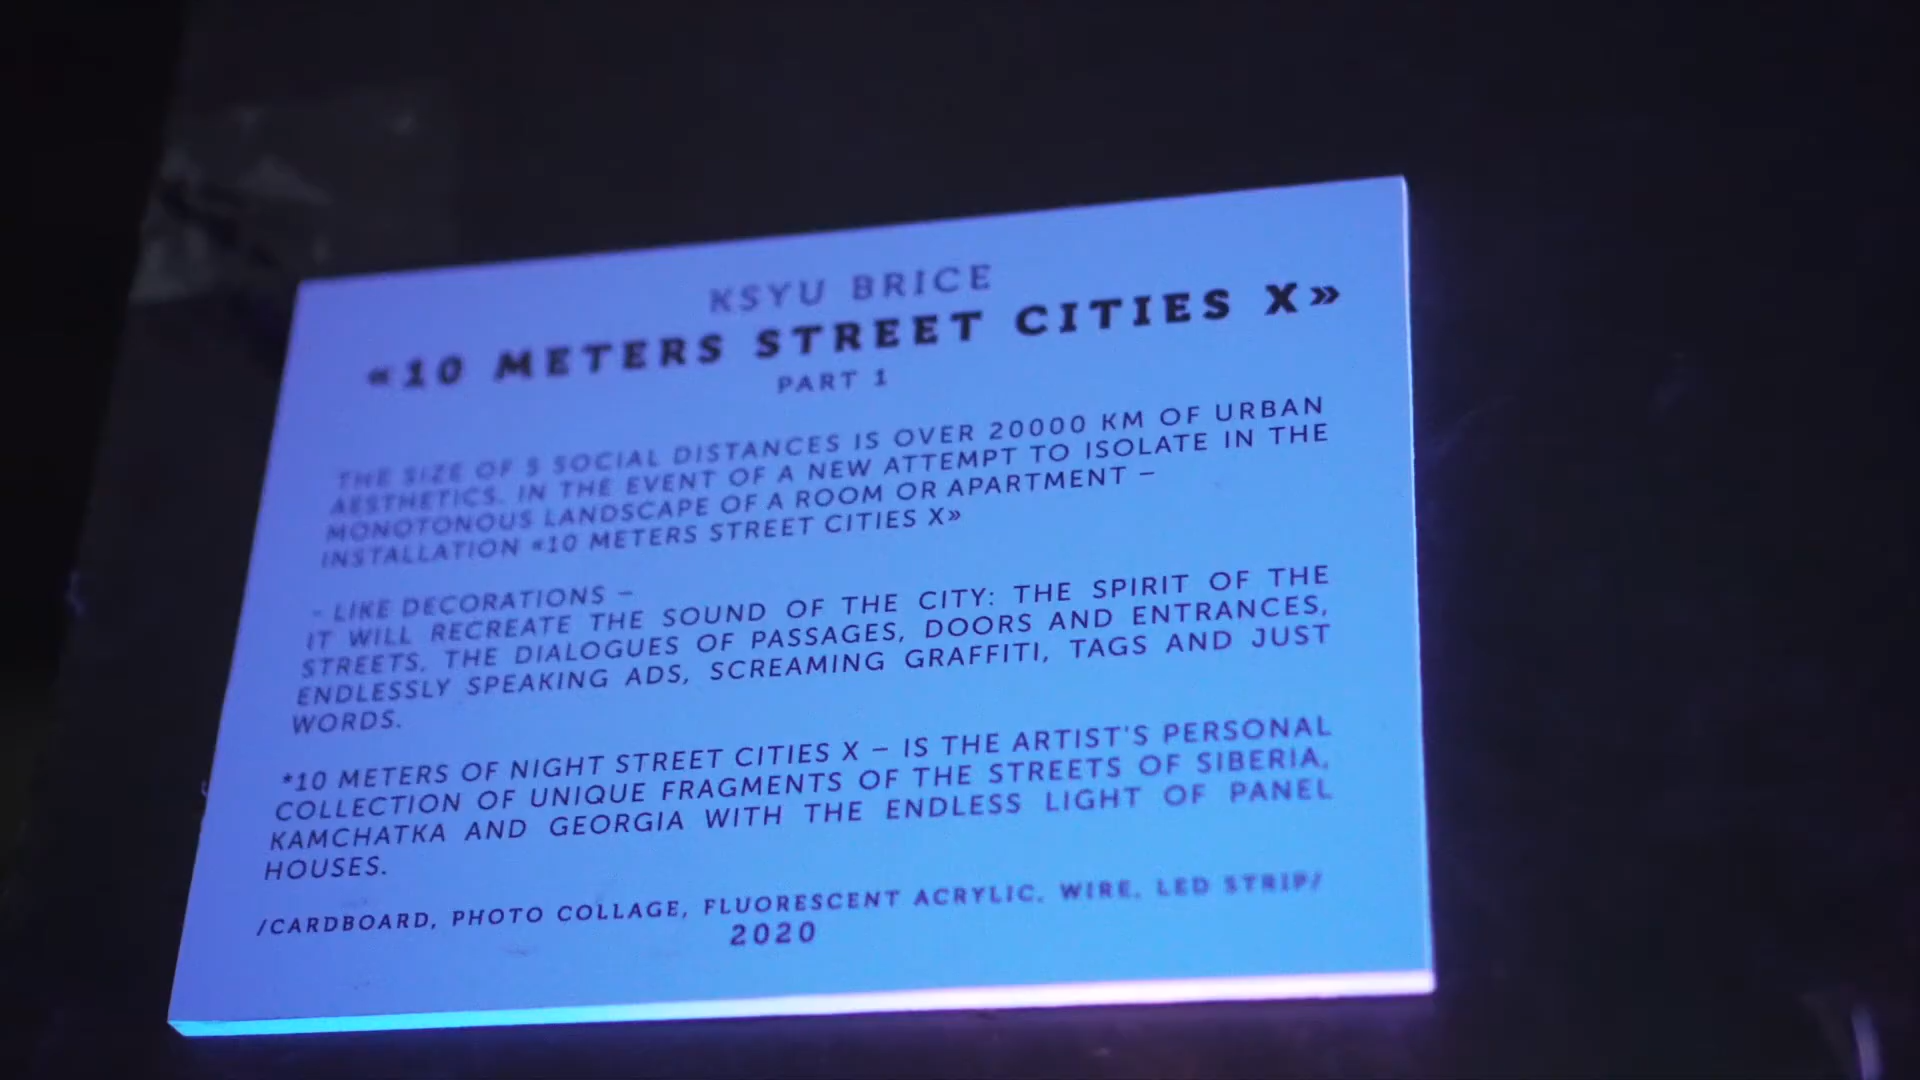 KSYU BRICE
«10 METERS STREET CITIES X»
PART 1
THE SIZE OF 5 SOCIAL DISTANCES IS OVER 20000 KM OF URBAN
AESTHETICS. IN THE EVENT OF A NEW ATTEMPT TO ISOLATE IN THE
MONOTONOUS LANDSCAPE OF A ROOM OR APARTMENT –
INSTALLATION «10 METERS STREET CITIES X»
- LIKE DECORATIONS –
IT WILL RECREATE THE SOUND OF THE CITY: THE SPIRIT OF THE
STREETS, THE DIALOGUES OF PASSAGES, DOORS AND ENTRANCES,
ENDLESSLY SPEAKING ADS, SCREAMING GRAFFITI, TAGS AND JUST
WORDS.
*10 METERS OF NIGHT STREET CITIES X – IS THE ARTIST'S PERSONAL
COLLECTION OF UNIQUE FRAGMENTS OF THE STREETS OF SIBERIA,
KAMCHATKA AND GEORGIA WITH THE ENDLESS LIGHT OF PANEL
HOUSES.
/CARDBOARD, PHOTO COLLAGE, FLUORESCENT ACRYLIC, WIRE, LED STRIP/
2020